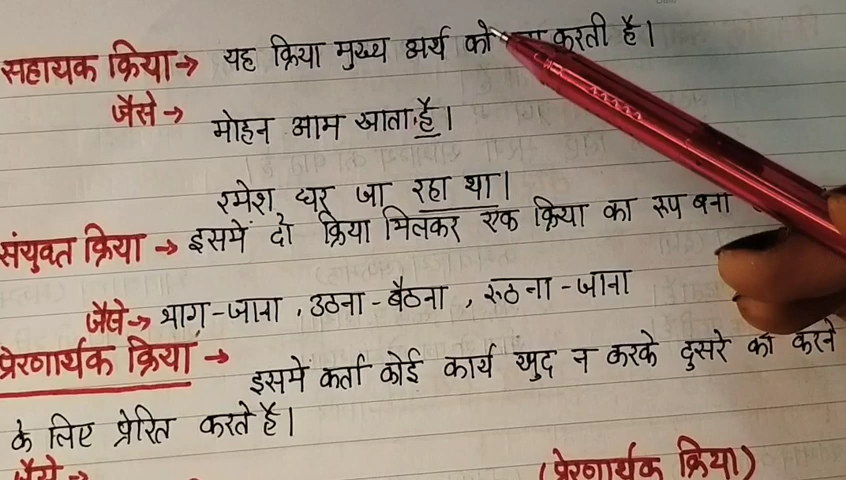 सहायक क्रिया→ यह क्रिया मुख्य अर्थ को करती है।
जैसे→ मोहन आम खाता है।
रमेश घर जा रहा था।
संयुक्त क्रिया → इसमें दो क्रिया मिलकर एक क्रिया का रूप बना
जैसे→ भाग-जाना, उठना-बैठना, रुठना-जाना
प्रेरणार्थक क्रिया → इसमें कर्ता कोई कार्य खुद न करके दुसरे को करने
के लिए प्रेरित करते है।
जैसे→ (प्रेरणार्थक क्रिया)